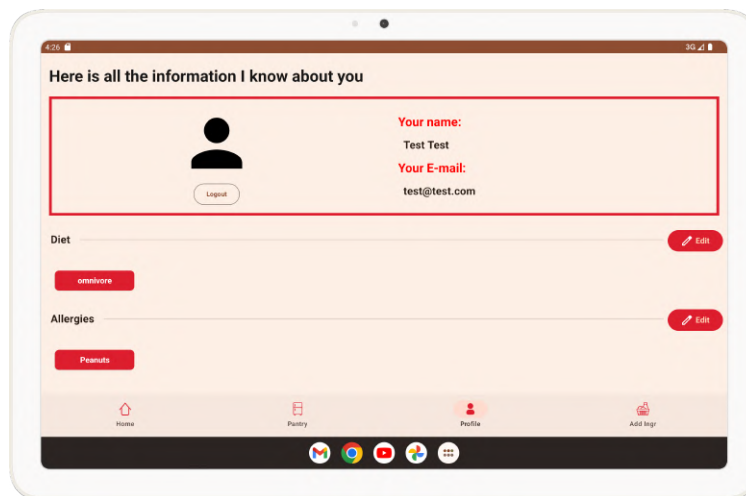 4:26
3G
Here is all the information I know about you
Your name:
Test Test
Your E-mail:
Logout
test@test.com
Diet
Edit
omnivore
Allergies
Edit
Peanuts
Home
Pantry
Profile
Add Ingr